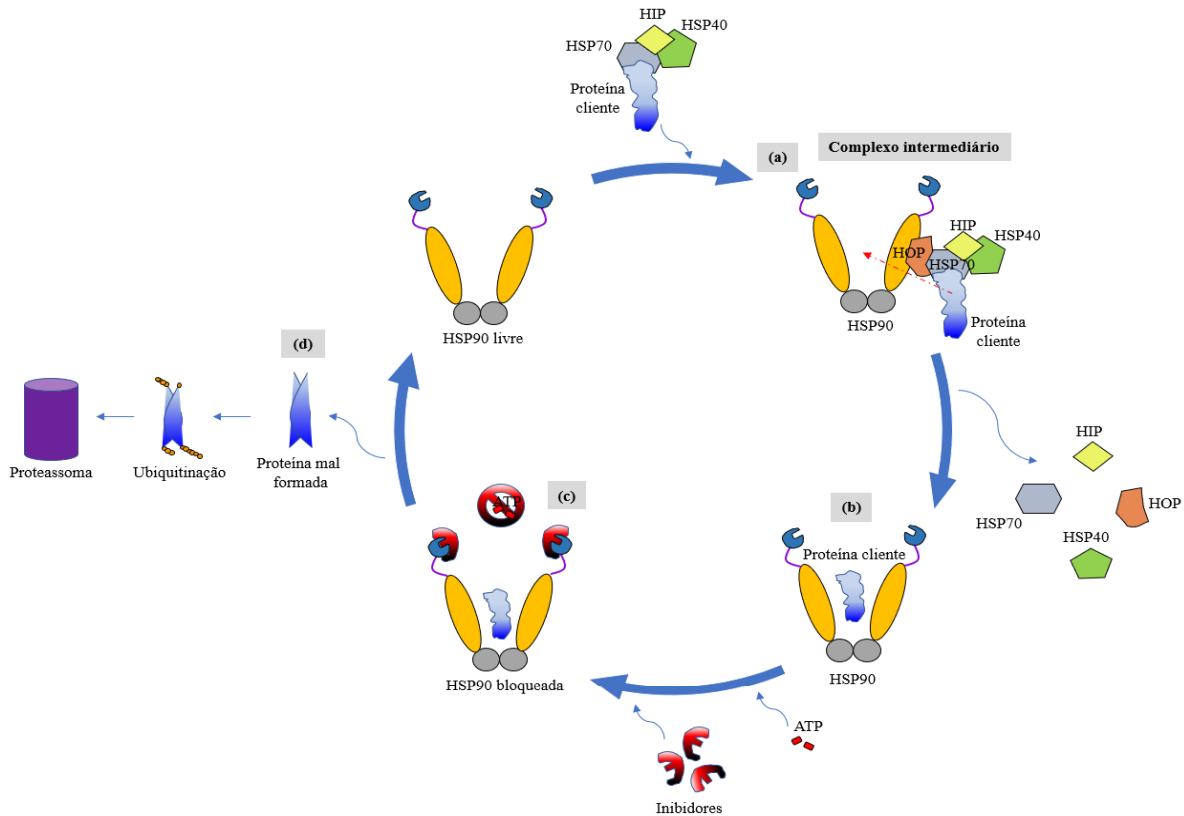 HIP
HSP40
HSP70
Proteína
cliente
(a)
Complexo intermediário
HIP
HSP40
HOP
HSP70
HSP90
Proteína
cliente
HSP90 livre
(d)
Proteassoma
Ubiquitinação
Proteína mal
formada
HIP
HSP70
HOP
HSP40
(b)
Proteína cliente
HSP90
(c)
ATP
HSP90 bloqueada
ATP
Inibidores